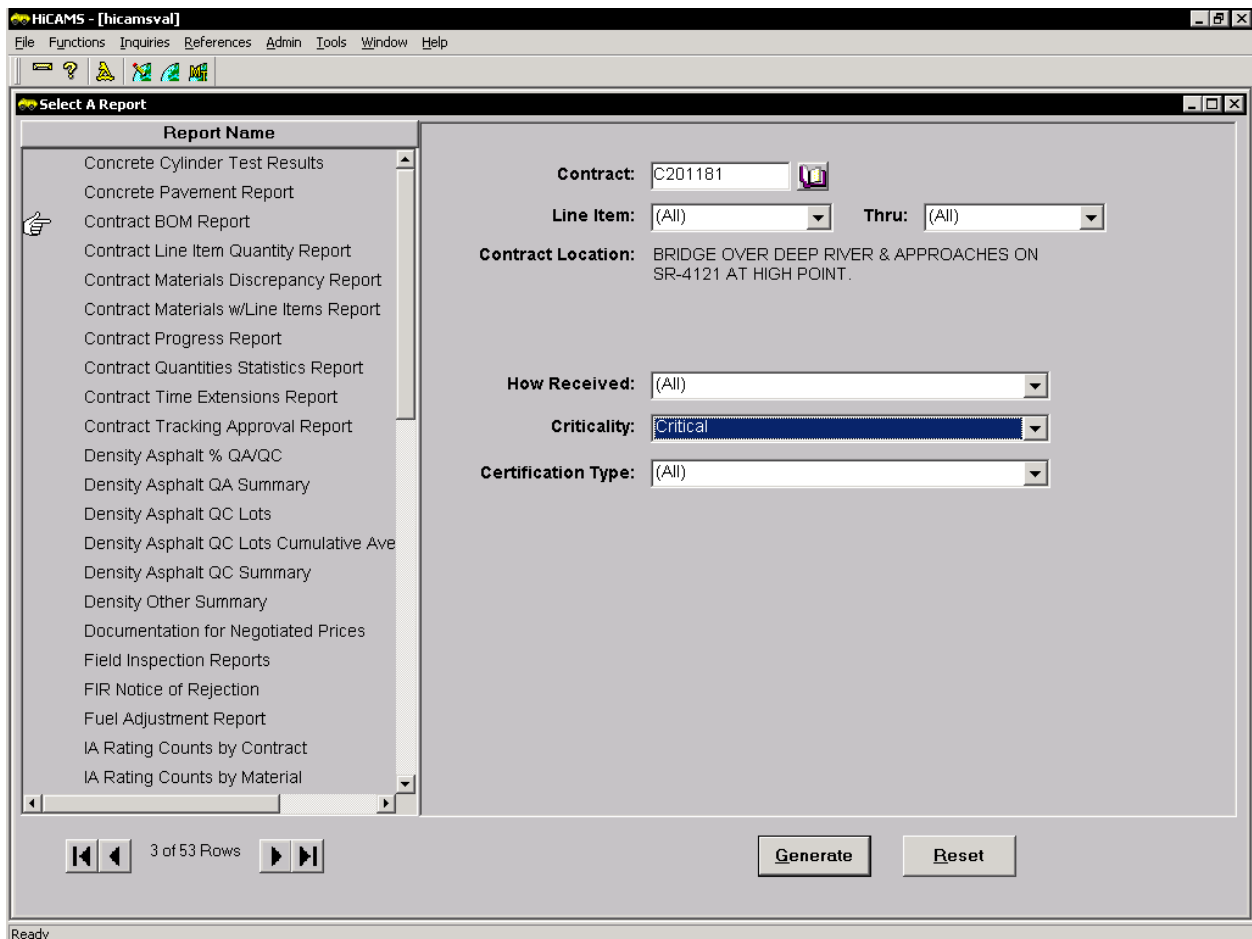 HiCAMS - [hicamsval]
File Functions Inquiries References Admin Tools Window Help
Select A Report
Report Name
Concrete Cylinder Test Results
Concrete Pavement Report
Contract BOM Report
Contract Line Item Quantity Report
Contract Materials Discrepancy Report
Contract Materials w/Line Items Report
Contract Progress Report
Contract Quantities Statistics Report
Contract Time Extensions Report
Contract Tracking Approval Report
Density Asphalt % QA/QC
Density Asphalt QA Summary
Density Asphalt QC Lots
Density Asphalt QC Lots Cumulative Ave
Density Asphalt QC Summary
Density Other Summary
Documentation for Negotiated Prices
Field Inspection Reports
FIR Notice of Rejection
Fuel Adjustment Report
IA Rating Counts by Contract
IA Rating Counts by Material
3 of 53 Rows
Contract: C201181
Line Item: (All) Thru: (All)
Contract Location: BRIDGE OVER DEEP RIVER & APPROACHES ON
SR-4121 AT HIGH POINT.
How Received: (All)
Criticality: Critical
Certification Type: (All)
Generate Reset
Ready